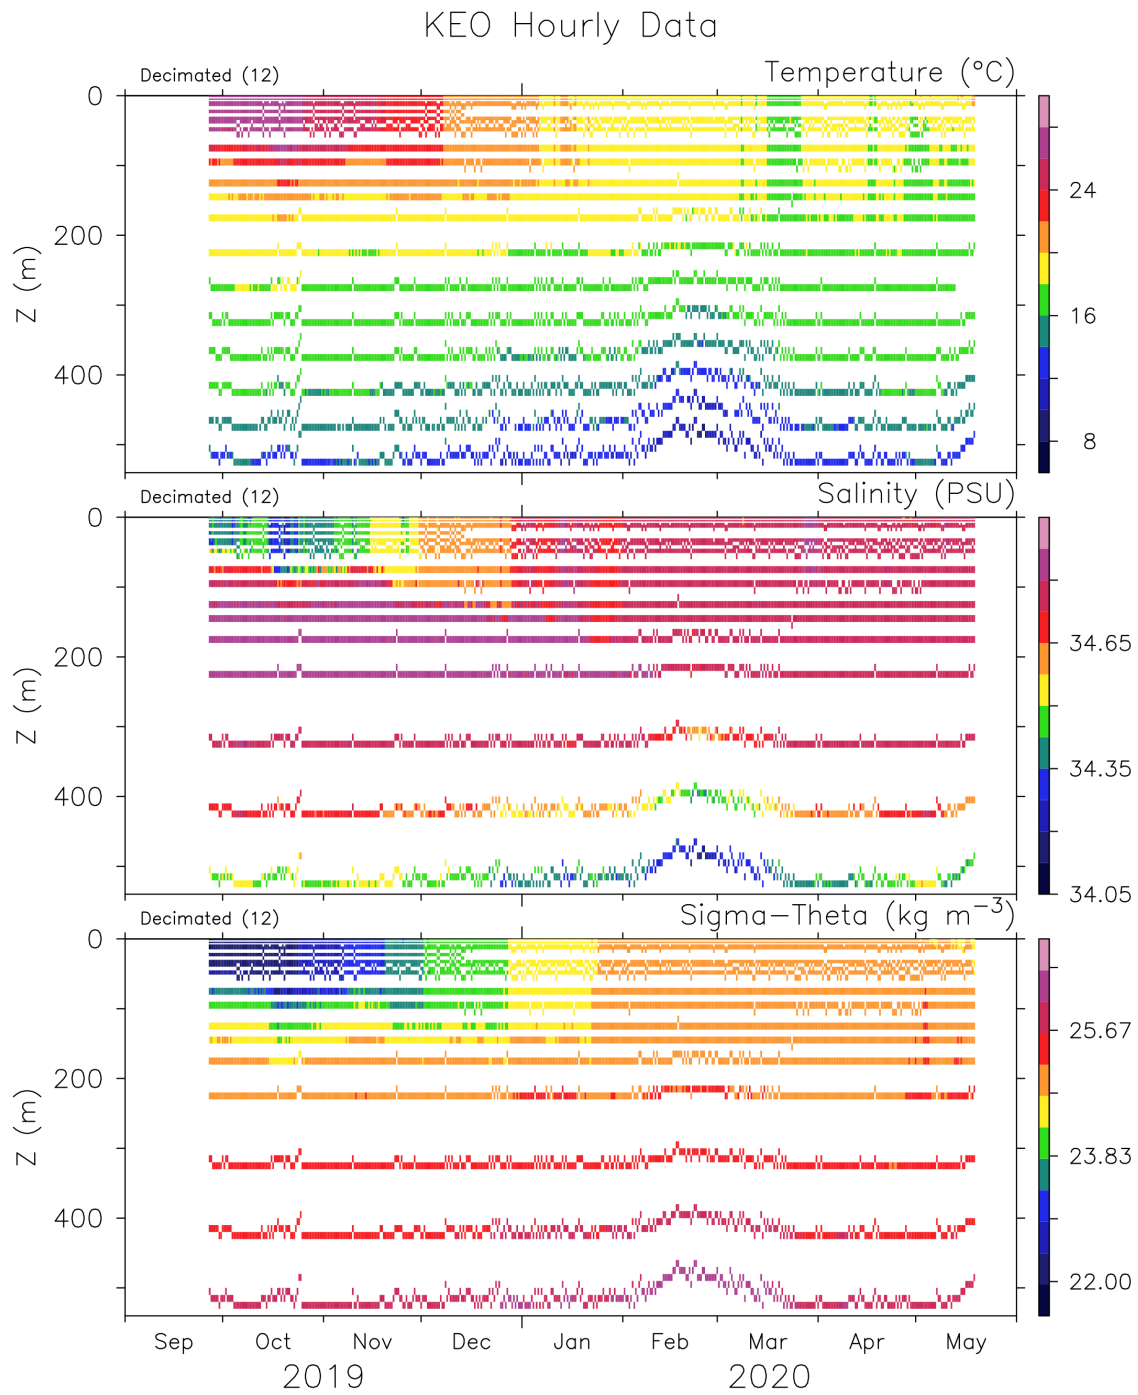 KEO Hourly Data
Decimated (12)
Temperature (°C)
0
200
400
Z (m)
24
16
8
Decimated (12)
Salinity (PSU)
0
200
400
Z (m)
34.65
34.35
34.05
Decimated (12)
Sigma-Theta (kg m⁻³)
0
200
400
Z (m)
25.67
23.83
22.00
Sep Oct Nov Dec Jan Feb Mar Apr May
2019 2020